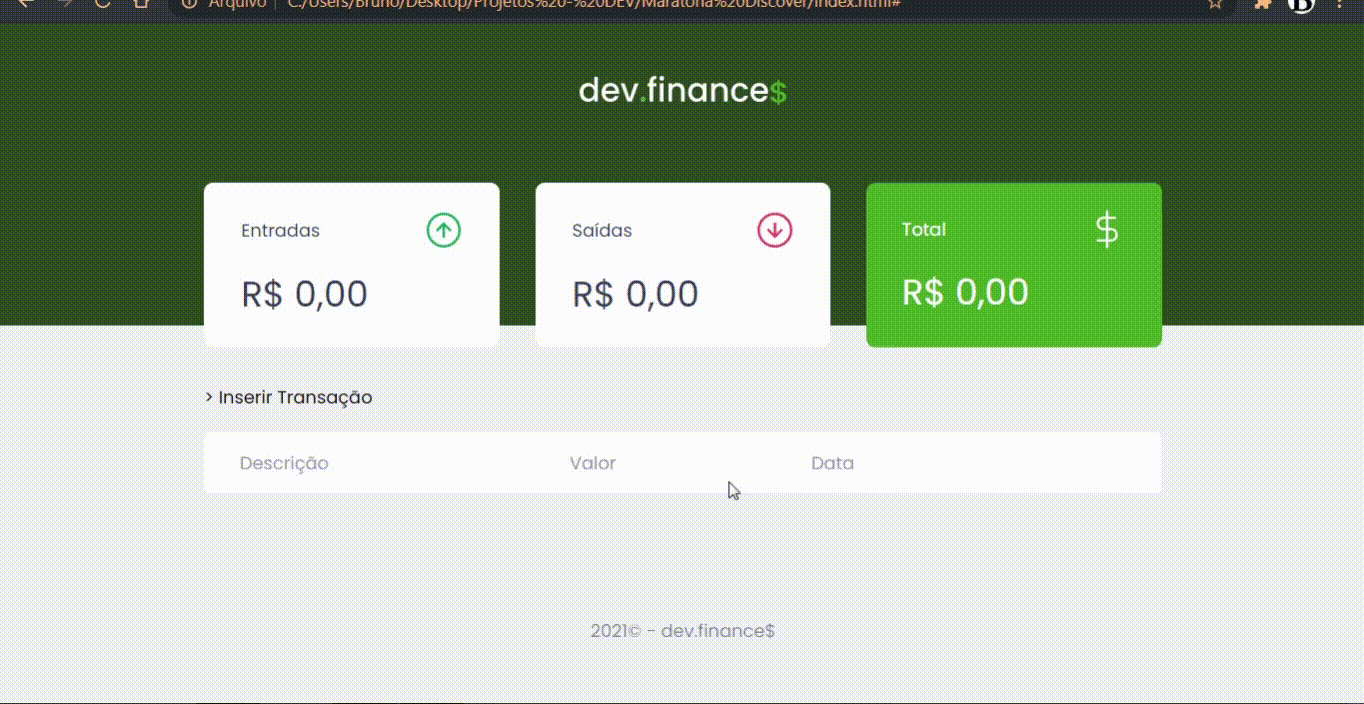 Arquivo C:/Users/Bruno/Desktop/Projetos%20-%20DEV/Maratona%20Discover/index.html#
dev.finance$
Entradas
R$ 0,00
Saídas
R$ 0,00
Total
$
R$ 0,00
> Inserir Transação
Descrição Valor Data
2021© - dev.finance$